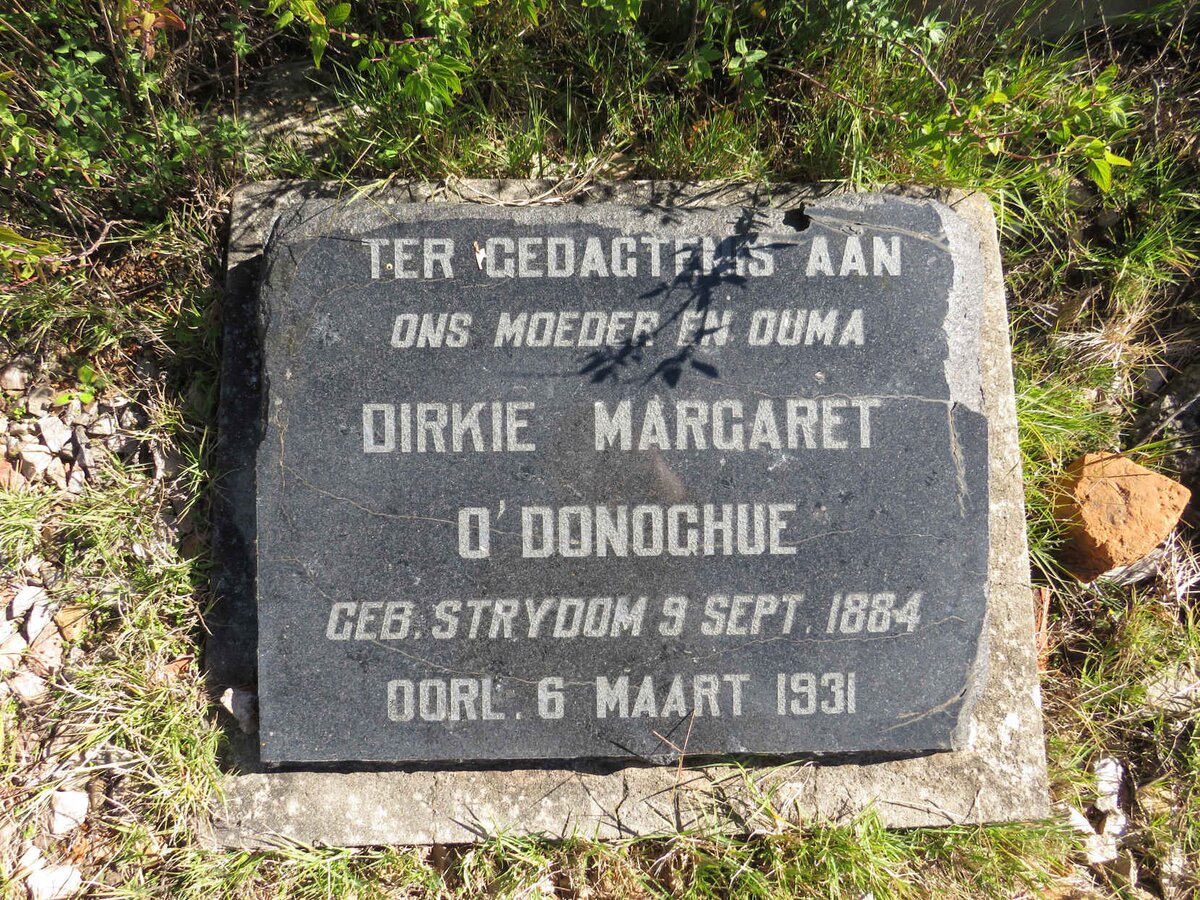 TER GEDAGTENIS AAN
ONS MOEDER EN OUMA
DIRKIE MARGARET
O'DONOGHUE
GEB. STRYDOM 9 SEPT. 1884
OORL. 6 MAART 1931